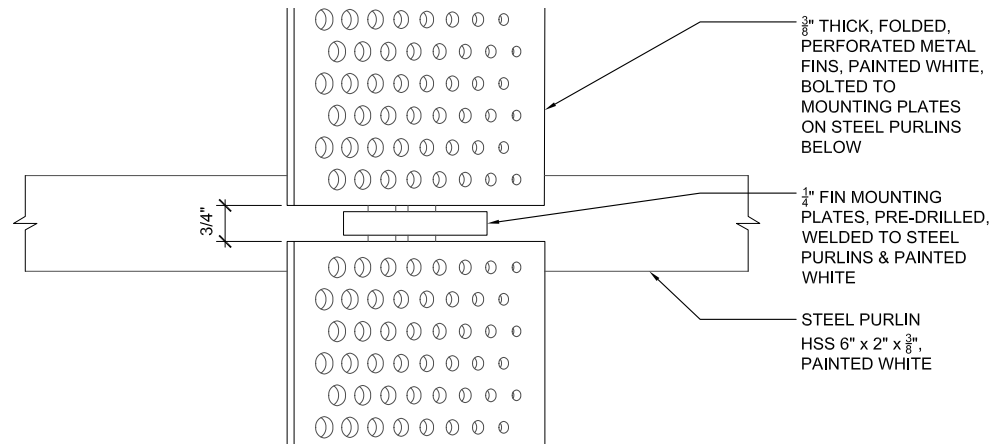 3/8" THICK, FOLDED,
PERFORATED METAL
FINS, PAINTED WHITE,
BOLTED TO
MOUNTING PLATES
ON STEEL PURLINS
BELOW
3/4"
1/4" FIN MOUNTING
PLATES, PRE-DRILLED,
WELDED TO STEEL
PURLINS & PAINTED
WHITE
STEEL PURLIN
HSS 6" x 2" x 3/8",
PAINTED WHITE